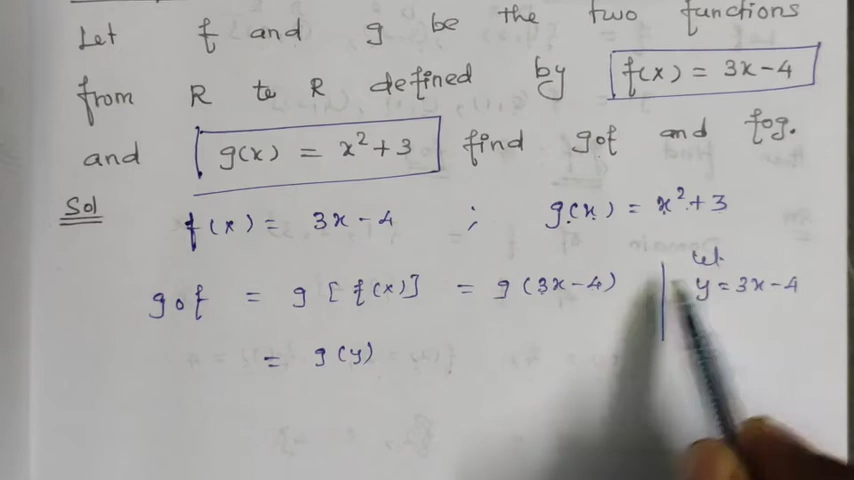 Let f and g be the two functions
from R to R defined by f(x) = 3x-4
and g(x) = x²+3 find gof and fog.
Sol
f(x) = 3x-4 ; g(x) = x²+3
gof = g[f(x)] = g(3x-4)
let
y = 3x-4
= g(y)